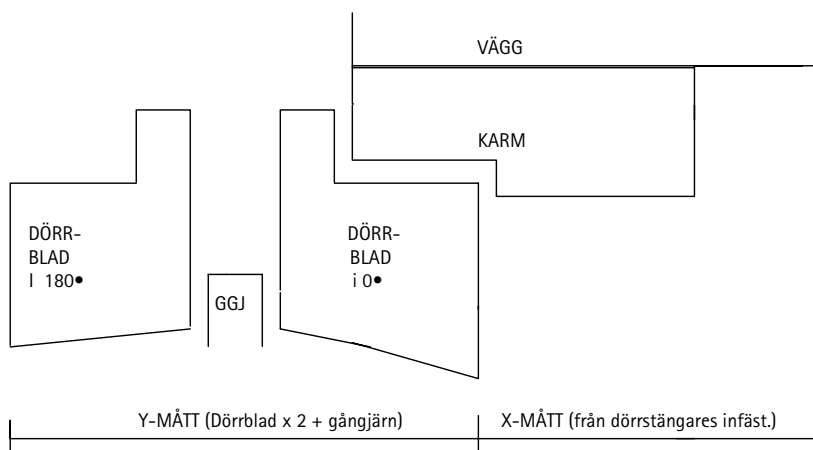 VÄGG
KARM
DÖRR-
BLAD
I 180•
DÖRR-
BLAD
i 0•
GGJ
Y-MÅTT (Dörrblad x 2 + gångjärn)
X-MÅTT (från dörrstängares infäst.)